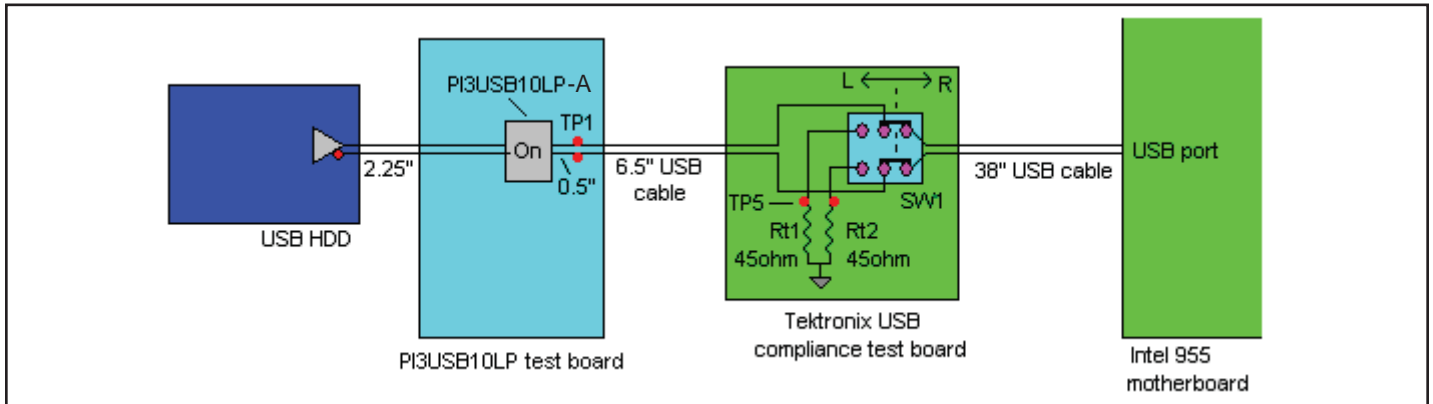 PI3USB10LP-A
TP1
On
0.5"
2.25"
USB HDD
PI3USB10LP test board
6.5" USB
cable
L
R
SW1
TP5
Rt1
45ohm
Rt2
45ohm
Tektronix USB
compliance test board
38" USB cable
USB port
Intel 955
motherboard